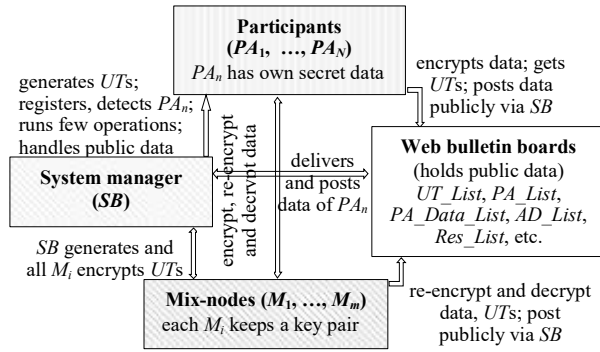 Participants
(PA1, …, PAN)
PAn has own secret data
generates UTs;
registers, detects PAn;
runs few operations;
handles public data
encrypts data; gets
UTs; posts data
publicly via SB
System manager
(SB)
encrypt, re-encrypt
and decrypt data
delivers
and posts
data of PAn
Web bulletin boards
(holds public data)
UT_List, PA_List,
PA_Data_List, AD_List,
Res_List, etc.
SB generates and
all Mi encrypts UTs
Mix-nodes (M1, …, Mm)
each Mi keeps a key pair
re-encrypt and decrypt
data, UTs; post
publicly via SB